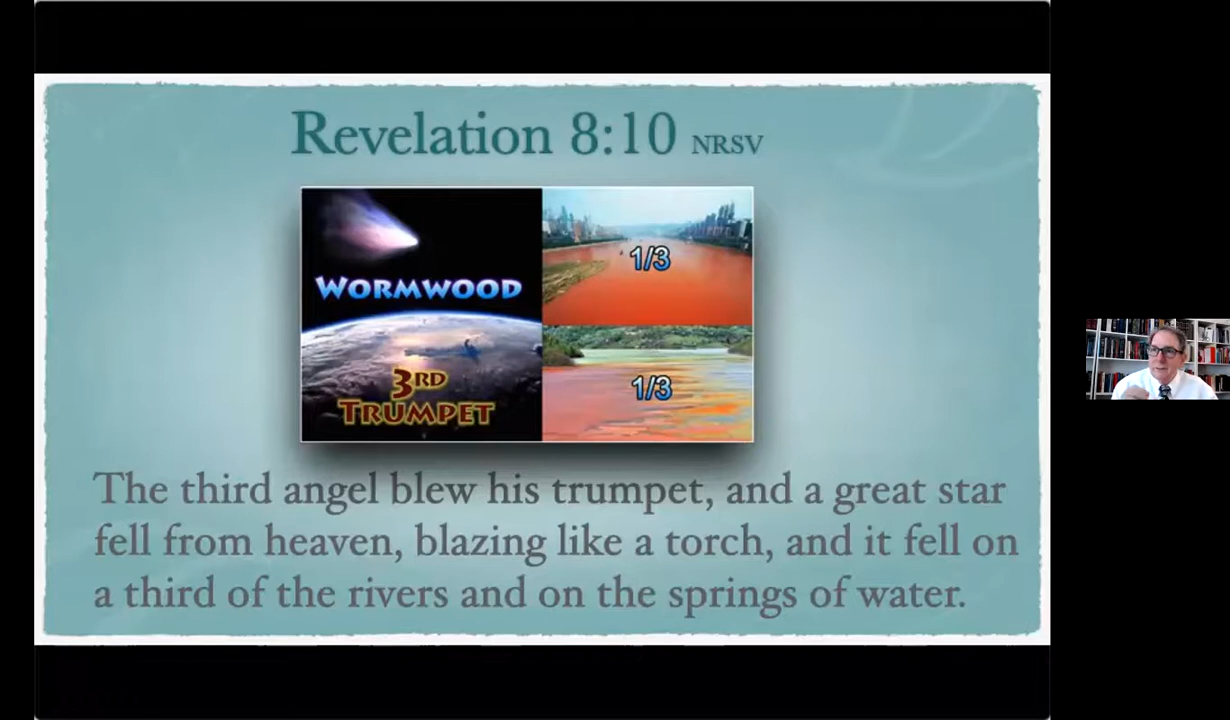 Revelation 8:10 NRSV
WORMWOOD
3RD
TRUMPET
1/3
1/3
The third angel blew his trumpet, and a great star
fell from heaven, blazing like a torch, and it fell on
a third of the rivers and on the springs of water.